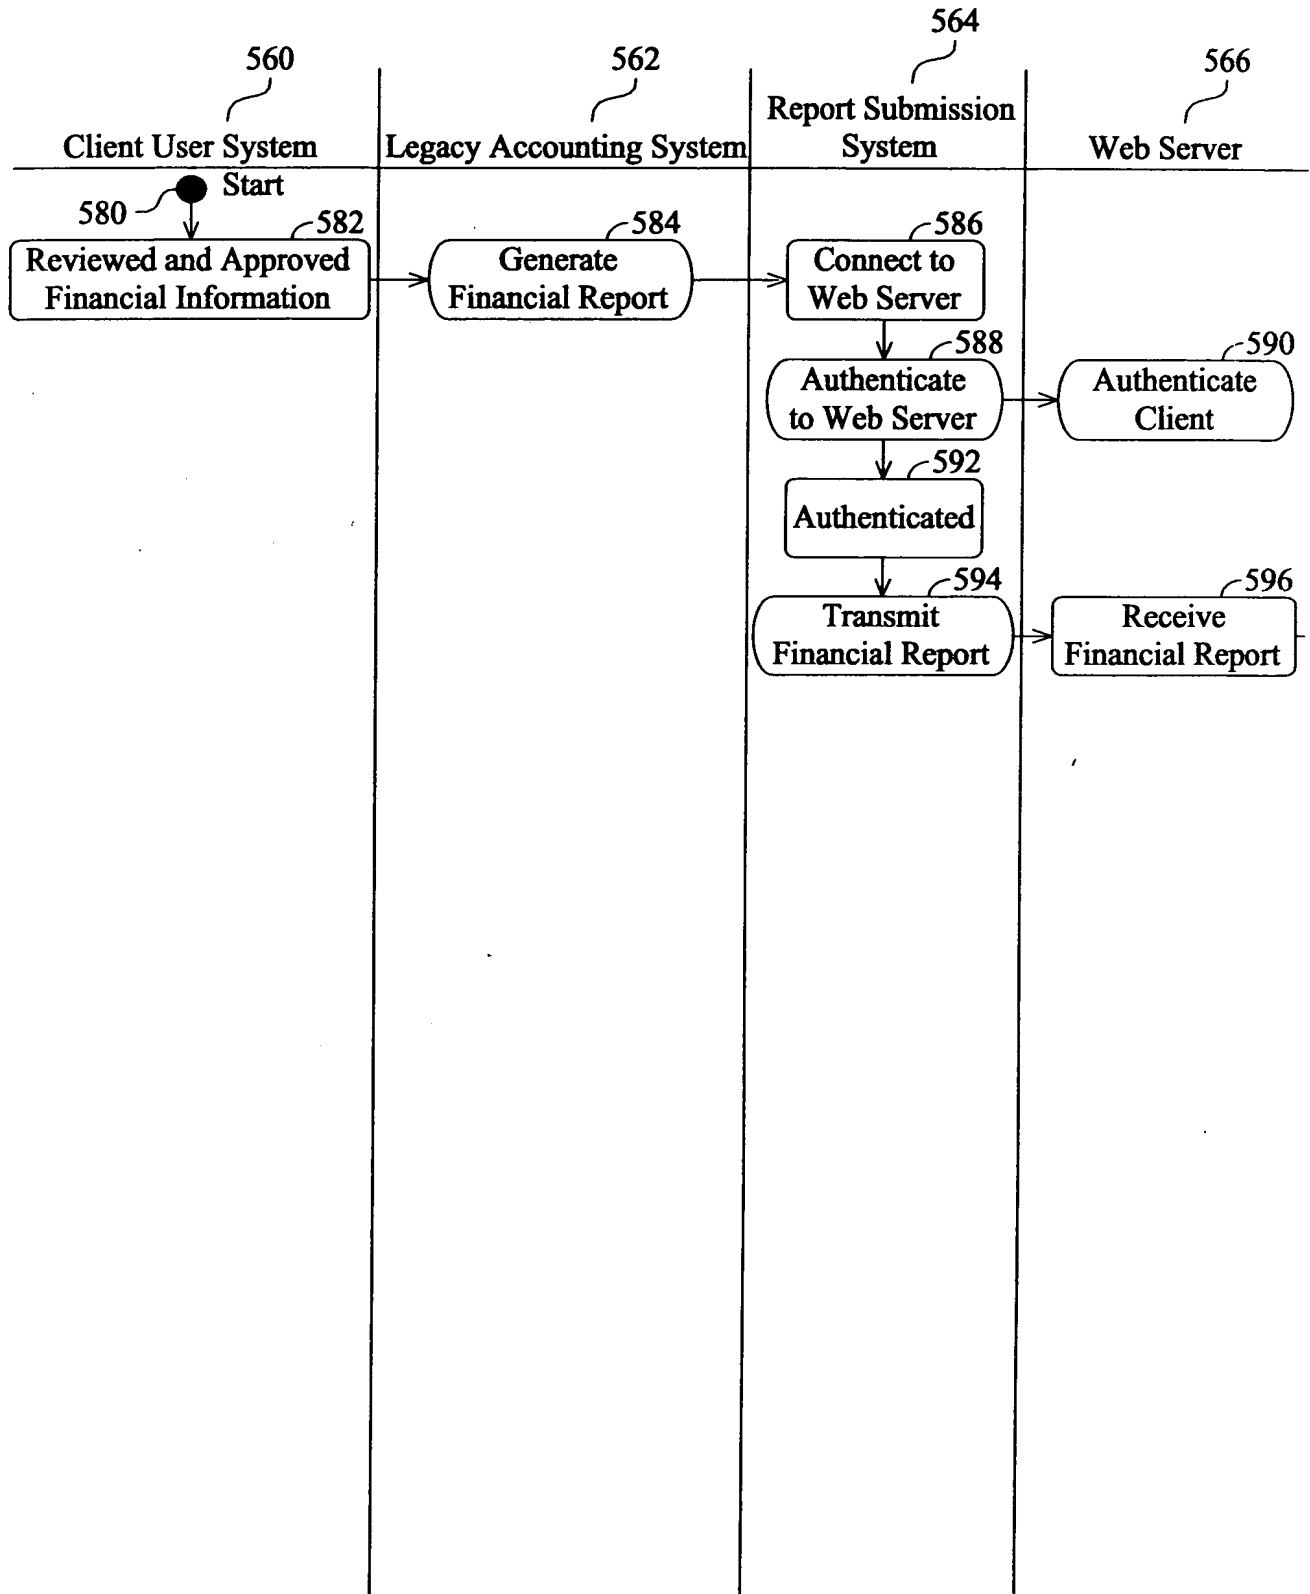 560
562
564
566
Client User System
Legacy Accounting System
Report Submission
System
Web Server
Start
580
582
Reviewed and Approved
Financial Information
584
Generate
Financial Report
586
Connect to
Web Server
588
Authenticate
to Web Server
590
Authenticate
Client
592
Authenticated
594
Transmit
Financial Report
596
Receive
Financial Report